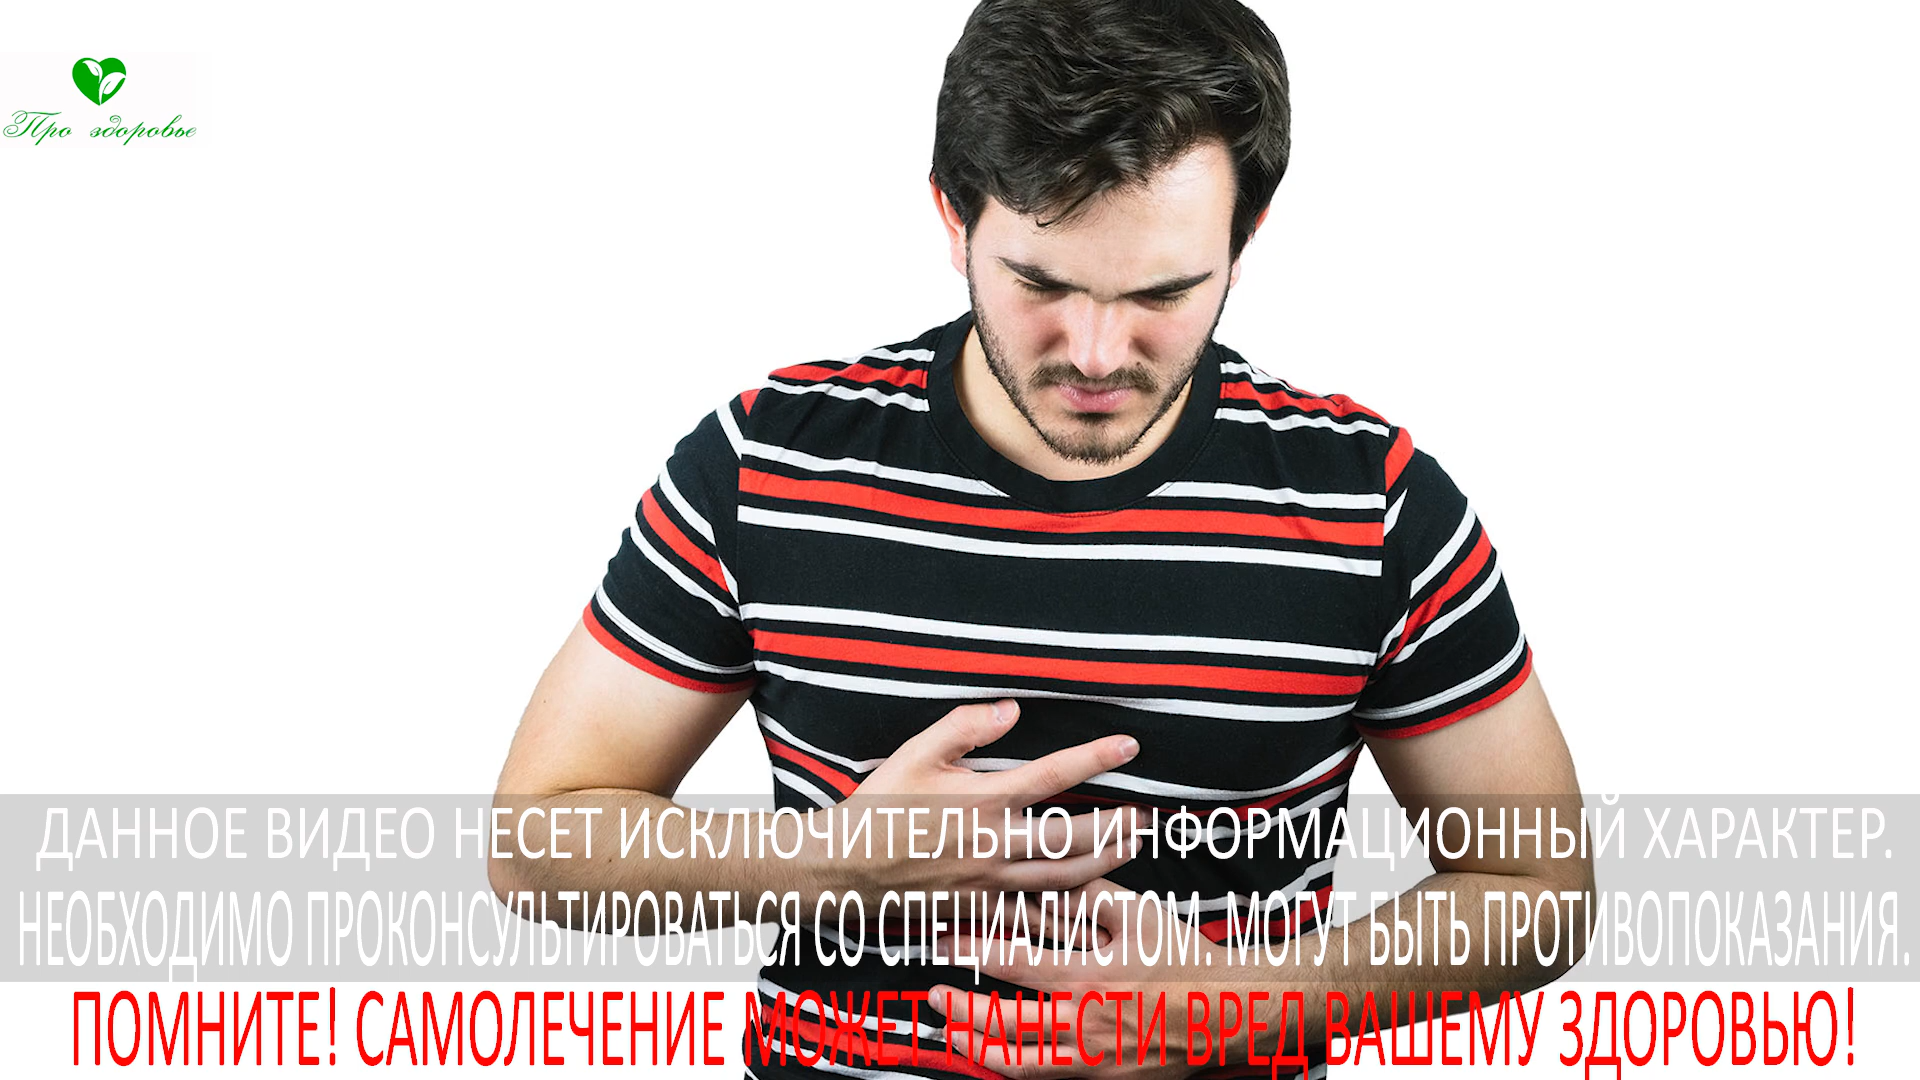 Про здоровье
ДАННОЕ ВИДЕО НЕСЕТ ИСКЛЮЧИТЕЛЬНО ИНФОРМАЦИОННЫЙ ХАРАКТЕР.
НЕОБХОДИМО ПРОКОНСУЛЬТИРОВАТЬСЯ СО СПЕЦИАЛИСТОМ. МОГУТ БЫТЬ ПРОТИВОПОКАЗАНИЯ.
ПОМНИТЕ! САМОЛЕЧЕНИЕ МОЖЕТ НАНЕСТИ ВРЕД ВАШЕМУ ЗДОРОВЬЮ!